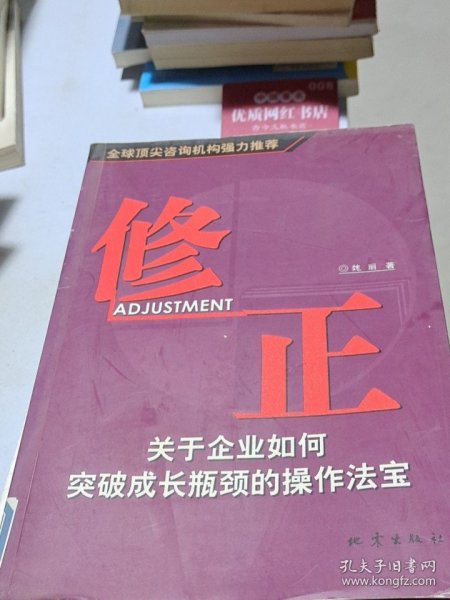 008
优质网红书店
全球顶尖咨询机构强力推荐
修
ADJUSTMENT
◎魏 丽 著
正
关于企业如何
突破成长瓶颈的操作法宝
地震出版社
孔夫子旧书网
www.kongfz.com